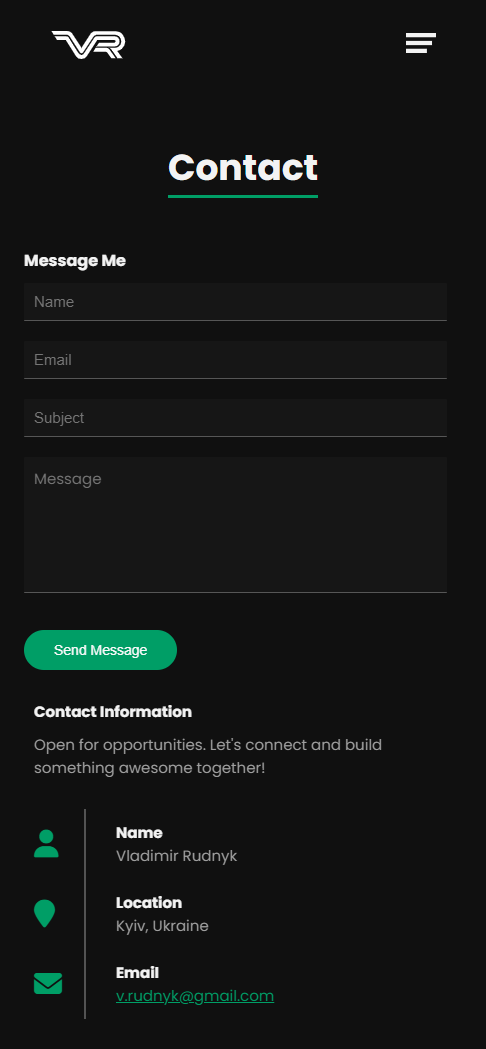 VR
Contact
Message Me
Name
Email
Subject
Message
Send Message
Contact Information
Open for opportunities. Let's connect and build
something awesome together!
Name
Vladimir Rudnyk
Location
Kyiv, Ukraine
Email
v.rudnyk@gmail.com